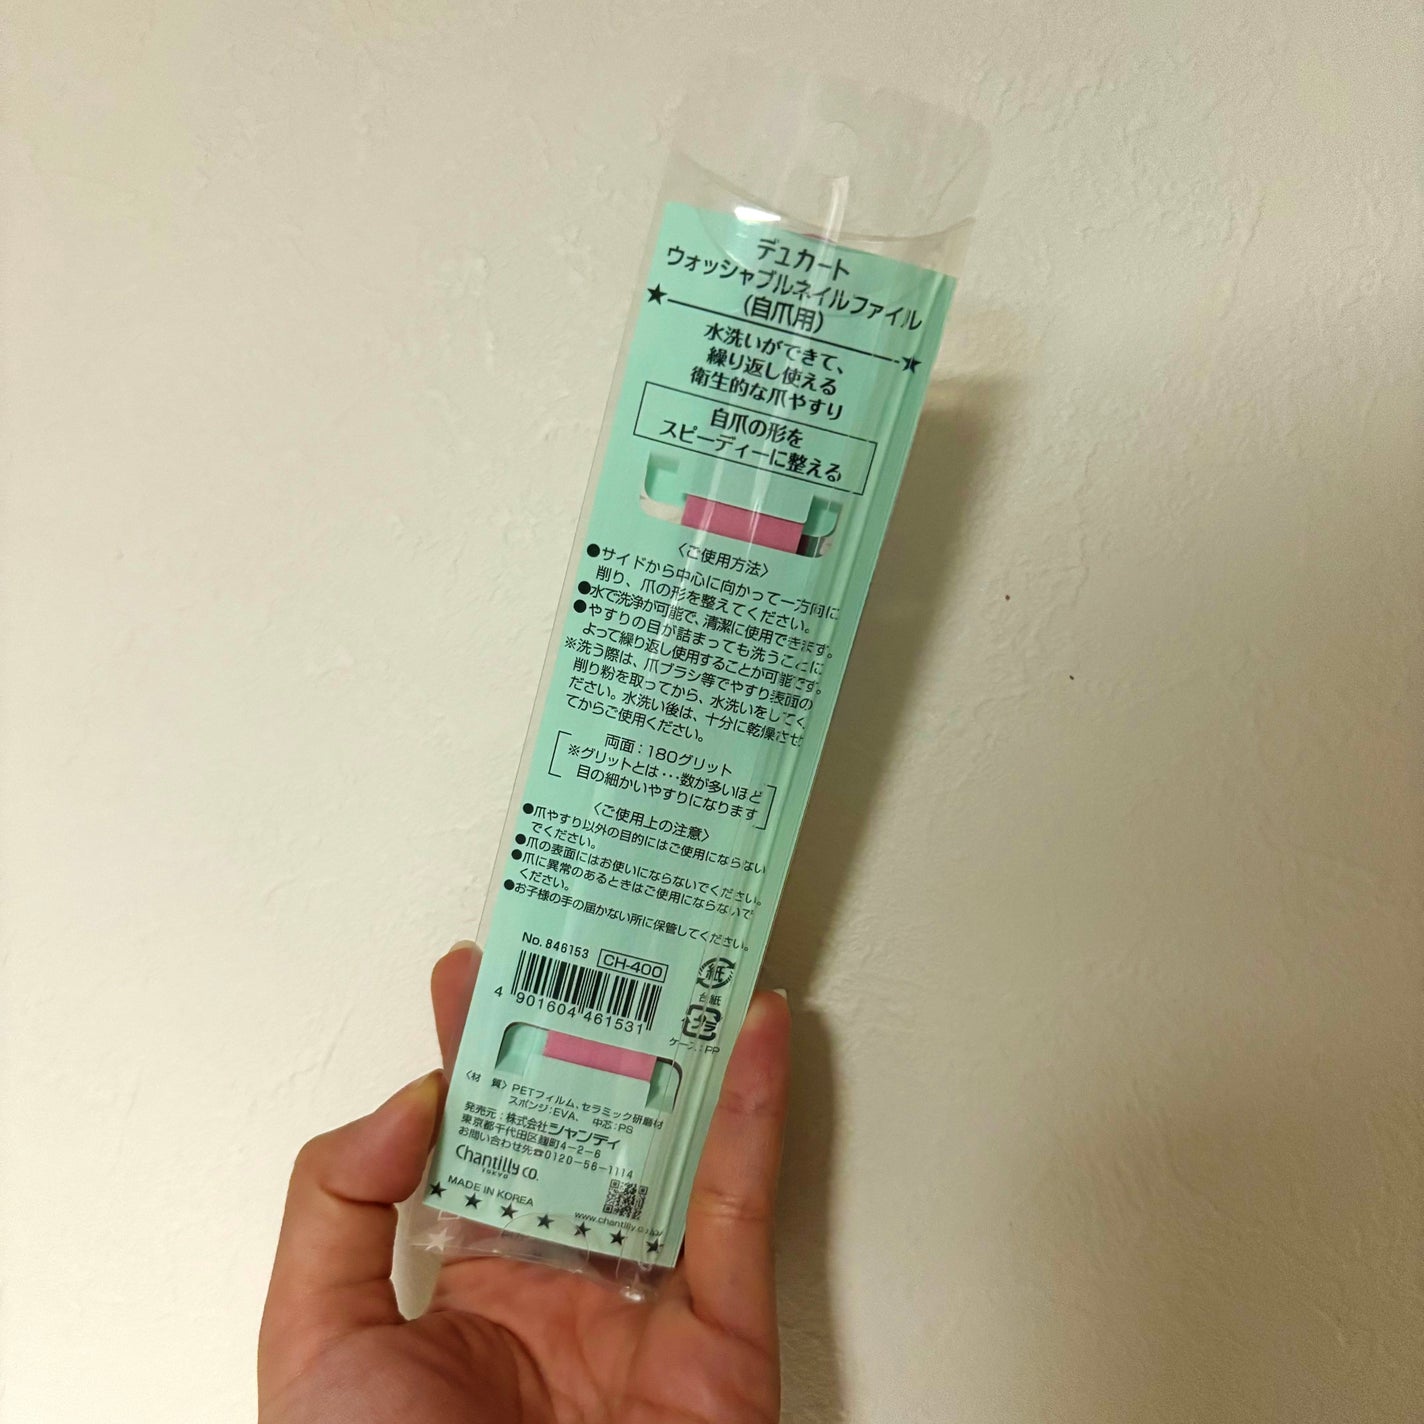 デュカート
ウォッシャブルネイルファイル
(自爪用)
水洗いができて、
繰り返し使える
衛生的な爪やすり
自爪の形を
スピーディーに整える
〈ご使用方法〉
●サイドから中心に向かって一方向に
削り、爪の形を整えてください。
●水で洗浄が可能で、清潔に使用できます。
●やすりの目が詰まっても洗うことに
よって繰り返し使用することが可能です。
※洗う際は、爪ブラシ等でやすり表面の
削り粉を取ってから、水洗いをしてく
ださい。水洗い後は、十分に乾燥させ
てからご使用ください。
両面：180グリット
※グリットとは…数が多いほど
目の細かいやすりになります
〈ご使用上の注意〉
●爪やすり以外の目的にはご使用にならない
でください。
●爪の表面にはお使いにならないでください。
●爪に異常のあるときはご使用にならないで
ください。
●お子様の手の届かない所に保管してください。
No. 846153 CH-400
4 901604 461531
紙
台紙
プラ
ケース：PP
〈材 質〉PETフィルム、セラミック研磨材
スポンジ：EVA、 中芯：PS
発売元：株式会社シャンティ
東京都千代田区麹町4-2-6
お問い合わせ先☎0120-56-1114
Chantilly CO.
TOKYO
MADE IN KOREA
www.chantilly.co.jp/